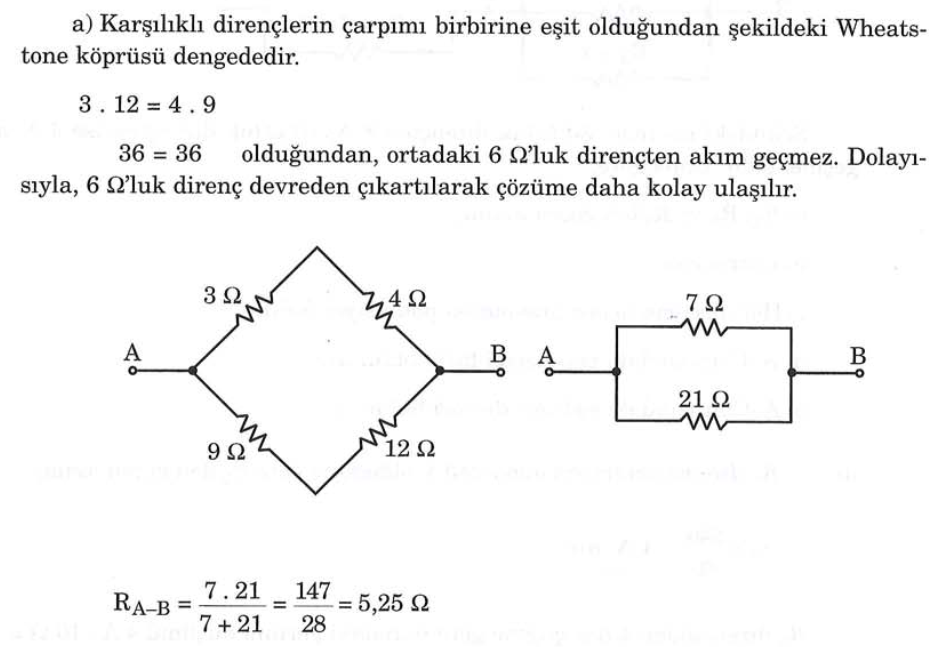 a) Karşılıklı dirençlerin çarpımı birbirine eşit olduğundan şekildeki Wheats-
tone köprüsü dengededir.
3 . 12 = 4 . 9
36 = 36 olduğundan, ortadaki 6 Ω'luk dirençten akım geçmez. Dolayı-
sıyla, 6 Ω'luk direnç devreden çıkartılarak çözüme daha kolay ulaşılır.
3 Ω 4 Ω
A B
9 Ω 12 Ω
7 Ω
A B
21 Ω
R_A–B = 7 . 21 / 7 + 21 = 147 / 28 = 5,25 Ω